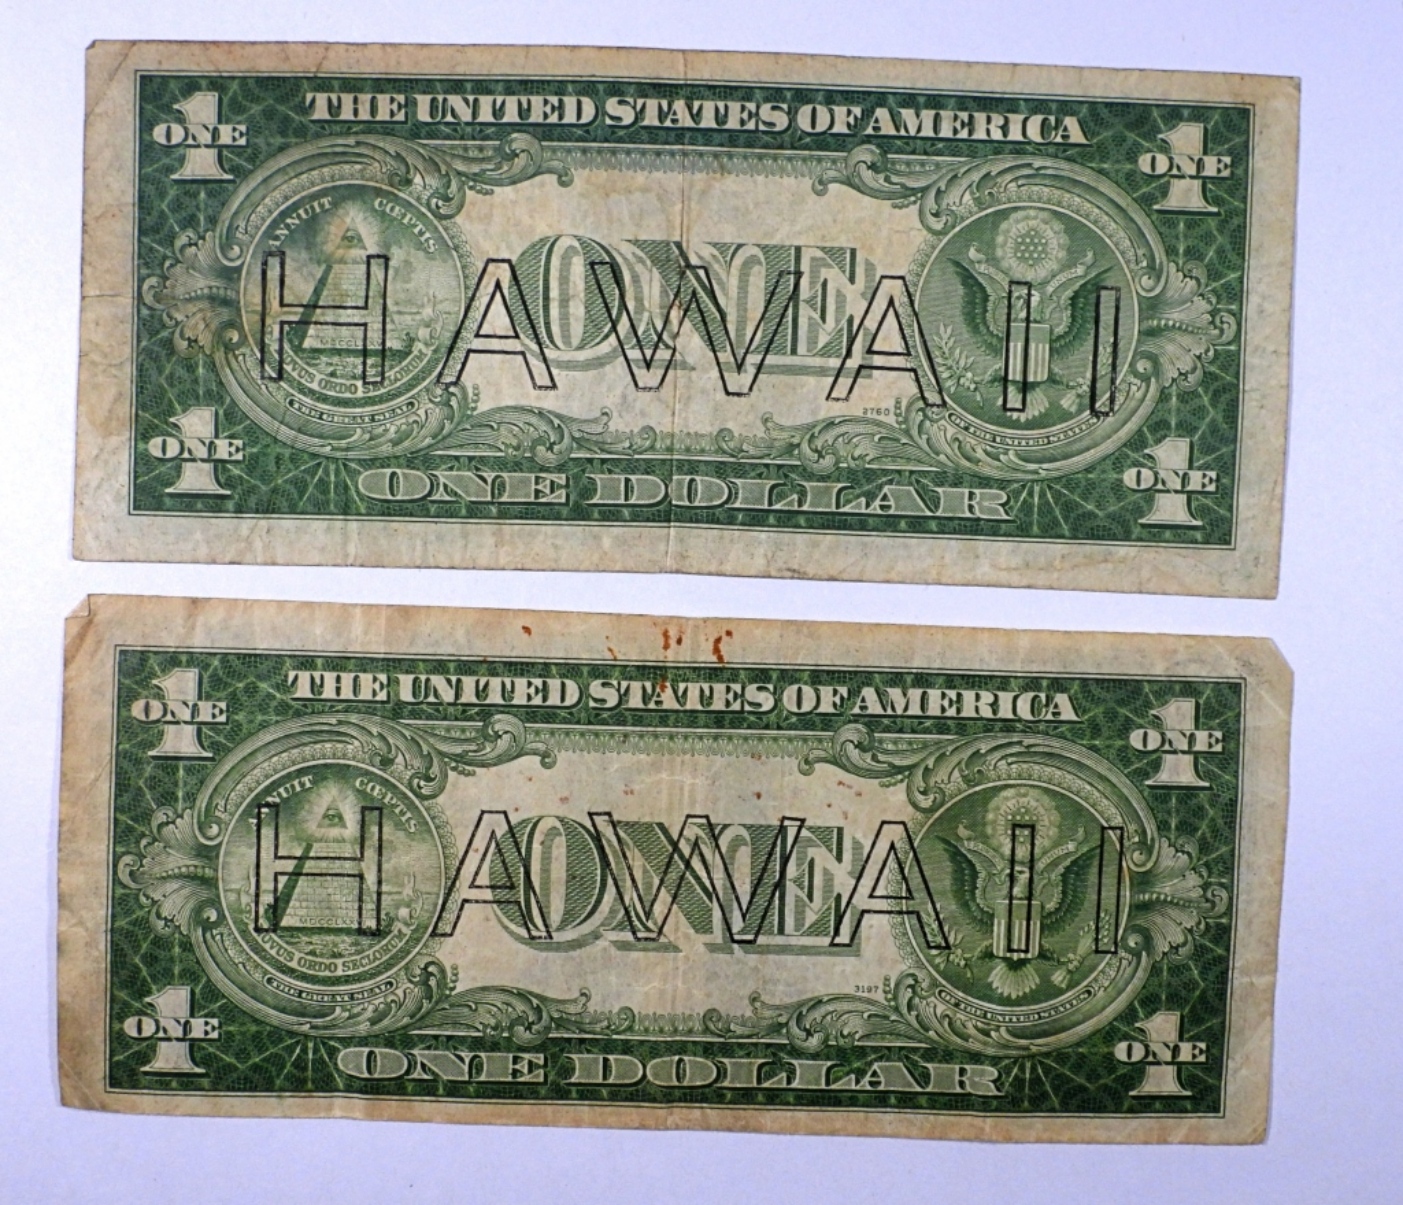 THE UNITED STATES OF AMERICA
1 ONE
1 ONE
ANNUIT CŒPTIS
ONE
HAWAII
MDCCLXXVI
NOVUS ORDO SECLORUM
THE GREAT SEAL
2760
OF THE UNITED STATES
1 ONE
1 ONE
ONE DOLLAR
THE UNITED STATES OF AMERICA
1 ONE
1 ONE
ANNUIT CŒPTIS
ONE
HAWAII
MDCCLXXVI
NOVUS ORDO SECLORUM
THE GREAT SEAL
3197
OF THE UNITED STATES
1 ONE
1 ONE
ONE DOLLAR